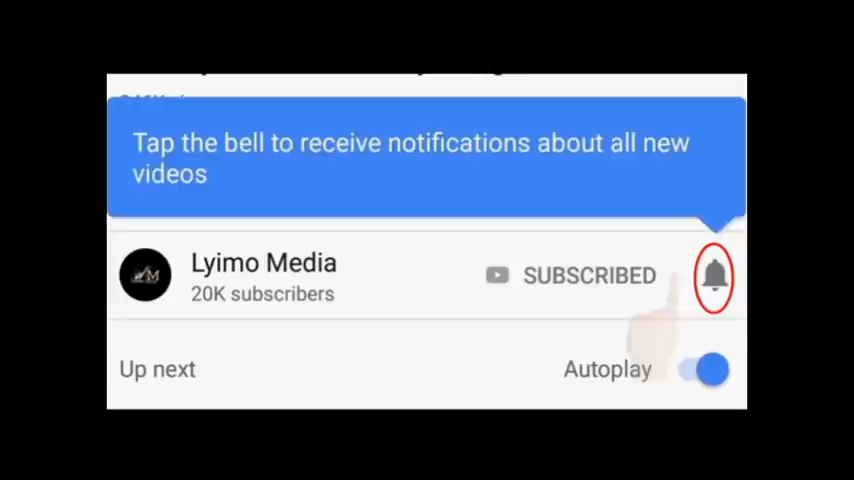 Tap the bell to receive notifications about all new
videos
Lyimo Media
SUBSCRIBED
20K subscribers
Up next
Autoplay